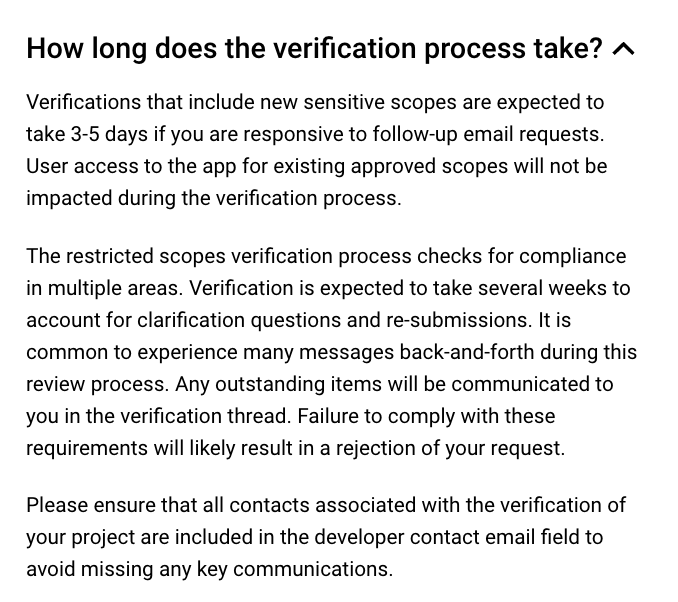 How long does the verification process take?
Verifications that include new sensitive scopes are expected to
take 3-5 days if you are responsive to follow-up email requests.
User access to the app for existing approved scopes will not be
impacted during the verification process.
The restricted scopes verification process checks for compliance
in multiple areas. Verification is expected to take several weeks to
account for clarification questions and re-submissions. It is
common to experience many messages back-and-forth during this
review process. Any outstanding items will be communicated to
you in the verification thread. Failure to comply with these
requirements will likely result in a rejection of your request.
Please ensure that all contacts associated with the verification of
your project are included in the developer contact email field to
avoid missing any key communications.